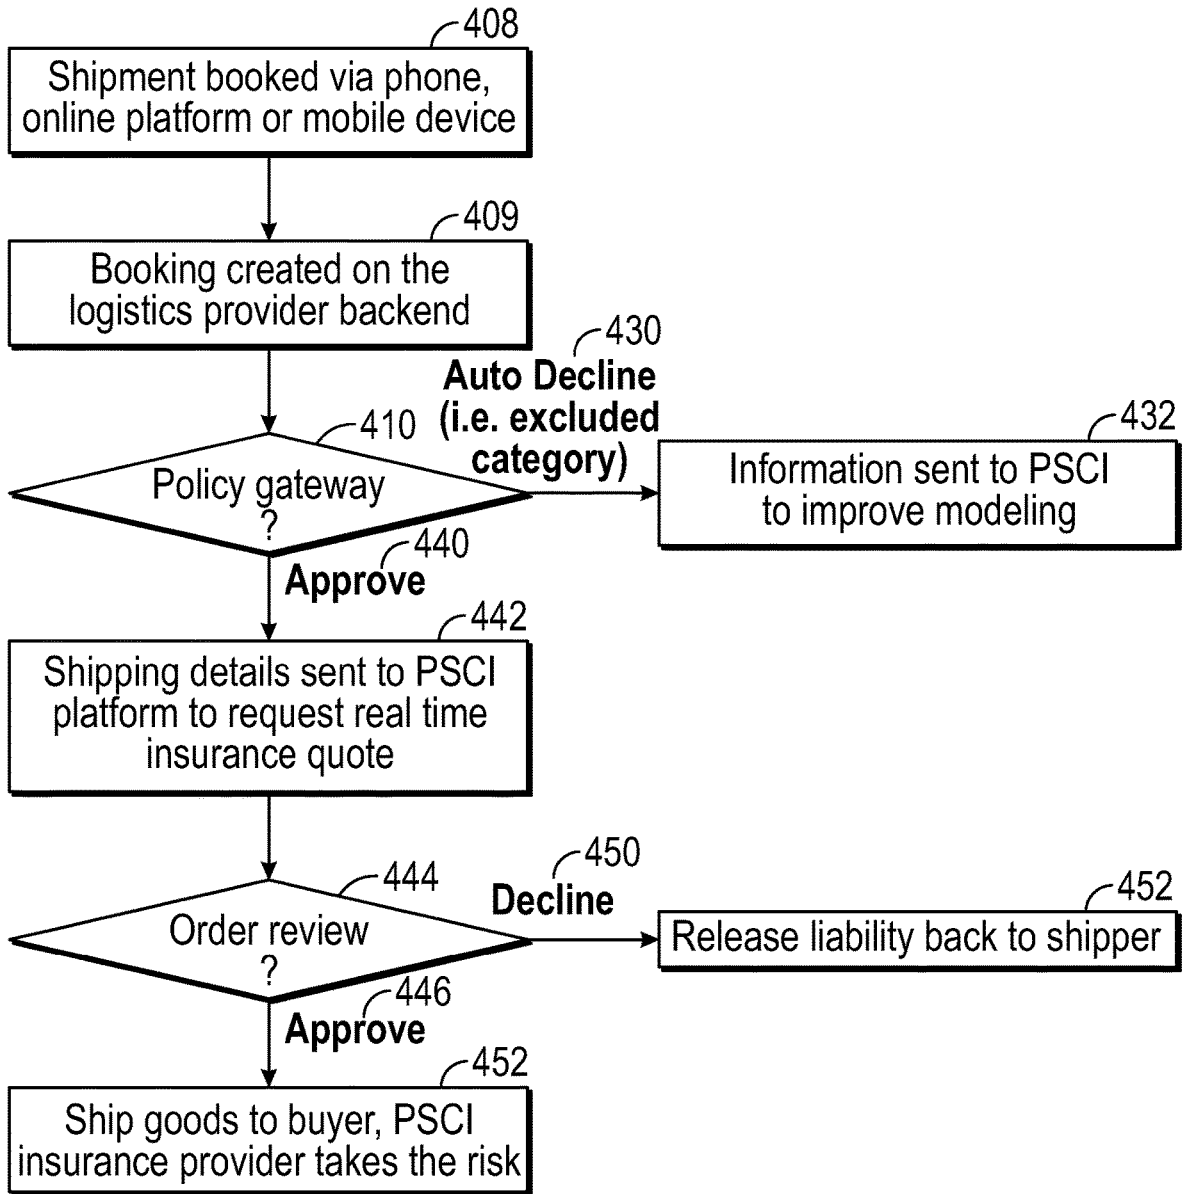 408
Shipment booked via phone,
online platform or mobile device
409
Booking created on the
logistics provider backend
430
Auto Decline
(i.e. excluded
category)
410
Policy gateway
?
432
Information sent to PSCI
to improve modeling
440
Approve
442
Shipping details sent to PSCI
platform to request real time
insurance quote
444
Order review
?
450
Decline
452
Release liability back to shipper
446
Approve
452
Ship goods to buyer, PSCI
insurance provider takes the risk